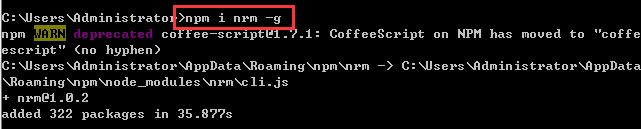 C:\Users\Administrator>npm i nrm -g
npm WARN deprecated coffee-script@1.7.1: CoffeeScript on NPM has moved to "coffe
escript" (no hyphen)
C:\Users\Administrator\AppData\Roaming\npm\nrm -> C:\Users\Administrator\AppData
\Roaming\npm\node_modules\nrm\cli.js
+ nrm@1.0.2
added 322 packages in 35.877s